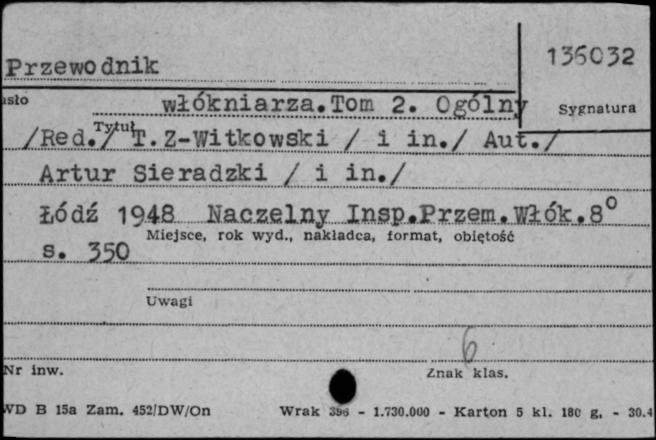 136032
Przewodnik
asło
włókniarza.Tom 2. Ogólny
Sygnatura
Tytuł
/Red./ T.Z-Witkowski / i in./ Aut./
Artur Sieradzki / i in./
Łódź 1948 Naczelny Insp.Przem.Włók.8°
Miejsce, rok wyd., nakładca, format, objętość
s. 350
Uwagi
6
Nr inw.
Znak klas.
WD B 15a Zam. 452/DW/On
Wrak 396 - 1.730.000 - Karton 5 kl. 180 g. - 30.4